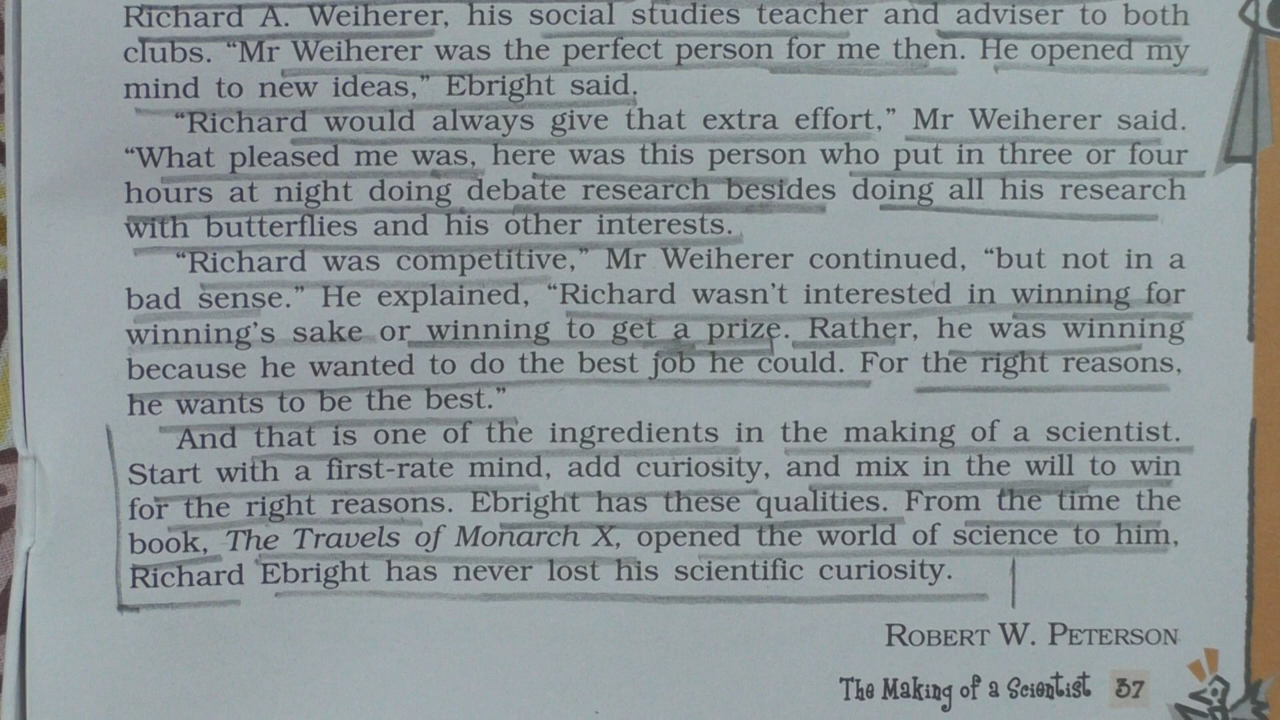 Richard A. Weiherer, his social studies teacher and adviser to both
clubs. “Mr Weiherer was the perfect person for me then. He opened my
mind to new ideas,” Ebright said.
“Richard would always give that extra effort,” Mr Weiherer said.
“What pleased me was, here was this person who put in three or four
hours at night doing debate research besides doing all his research
with butterflies and his other interests.
“Richard was competitive,” Mr Weiherer continued, “but not in a
bad sense.” He explained, “Richard wasn't interested in winning for
winning's sake or winning to get a prize. Rather, he was winning
because he wanted to do the best job he could. For the right reasons,
he wants to be the best.”
And that is one of the ingredients in the making of a scientist.
Start with a first-rate mind, add curiosity, and mix in the will to win
for the right reasons. Ebright has these qualities. From the time the
book, The Travels of Monarch X, opened the world of science to him,
Richard Ebright has never lost his scientific curiosity.
ROBERT W. PETERSON
The Making of a Scientist 37